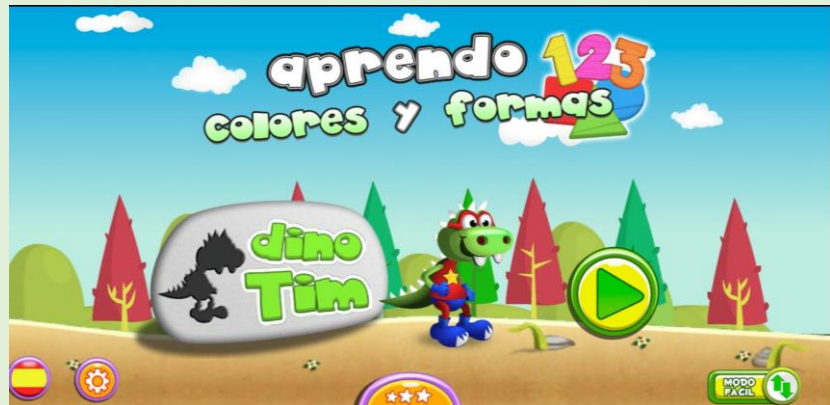 aprendo 123
colores y formas
dino
Tim
MODO
FÁCIL